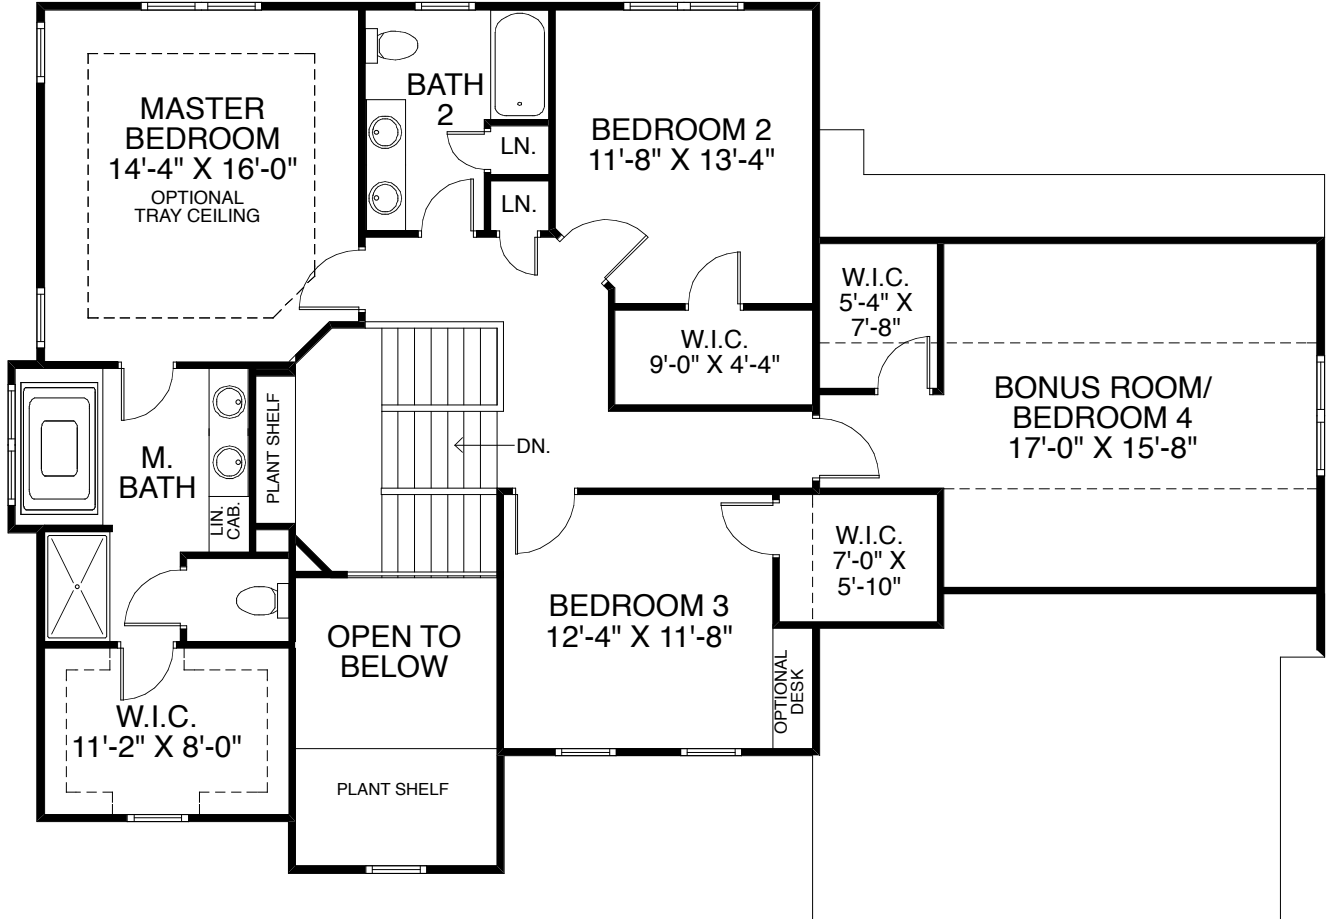 MASTER
BEDROOM
14'-4" X 16'-0"
OPTIONAL
TRAY CEILING
BATH
2
LN.
LN.
BEDROOM 2
11'-8" X 13'-4"
W.I.C.
9'-0" X 4'-4"
W.I.C.
5'-4" X
7'-8"
BONUS ROOM/
BEDROOM 4
17'-0" X 15'-8"
M.
BATH
LIN.
CAB.
PLANT SHELF
DN.
W.I.C.
7'-0" X
5'-10"
BEDROOM 3
12'-4" X 11'-8"
OPTIONAL
DESK
OPEN TO
BELOW
W.I.C.
11'-2" X 8'-0"
PLANT SHELF